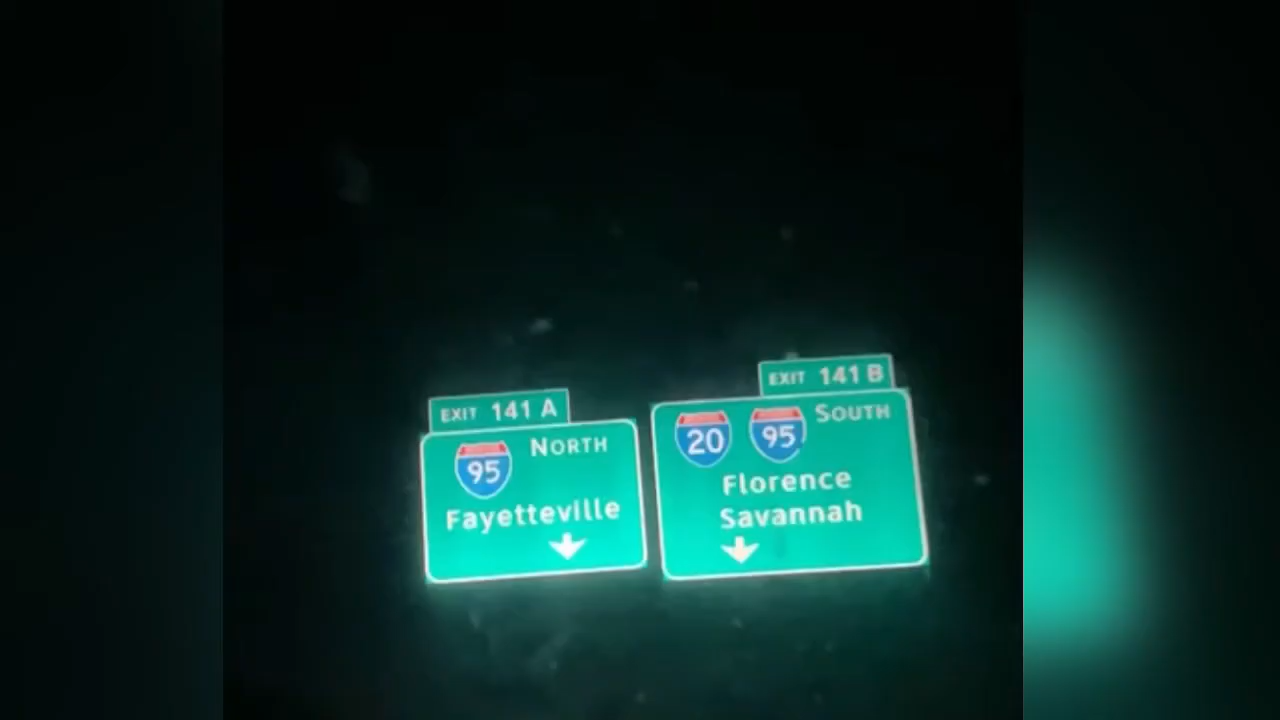 EXIT 141 A
95 NORTH
Fayetteville
EXIT 141 B
20 95 SOUTH
Florence
Savannah